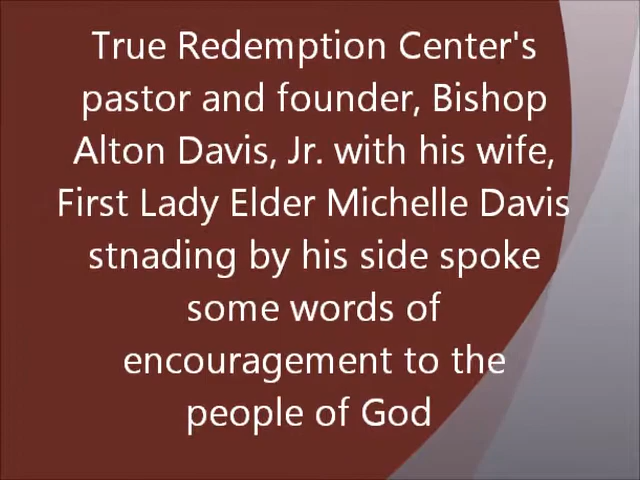 True Redemption Center's
pastor and founder, Bishop
Alton Davis, Jr. with his wife,
First Lady Elder Michelle Davis
stnading by his side spoke
some words of
encouragement to the
people of God